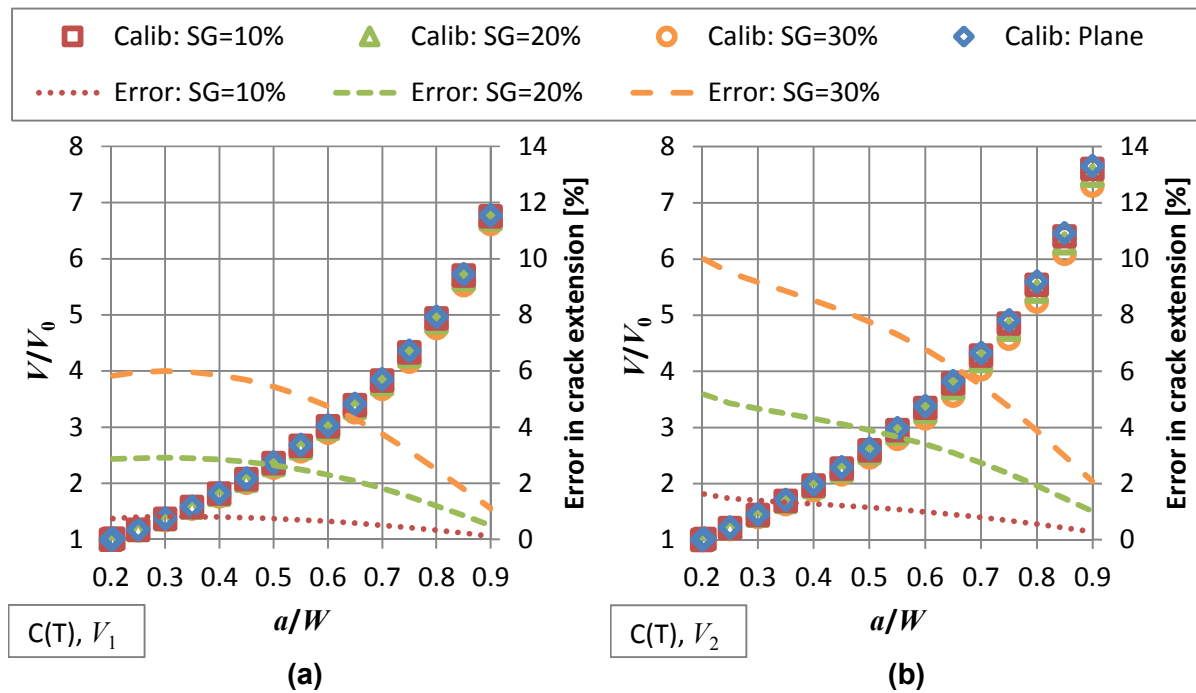 Calib: SG=10% Calib: SG=20% Calib: SG=30% Calib: Plane
Error: SG=10% Error: SG=20% Error: SG=30%
8
7
6
5
4
3
2
1
V/V0
14
12
10
8
6
4
2
0
Error in crack extension [%]
0.2 0.3 0.4 0.5 0.6 0.7 0.8 0.9
a/W
C(T), V1
(a)
8
7
6
5
4
3
2
1
V/V0
14
12
10
8
6
4
2
0
Error in crack extension [%]
0.2 0.3 0.4 0.5 0.6 0.7 0.8 0.9
a/W
C(T), V2
(b)